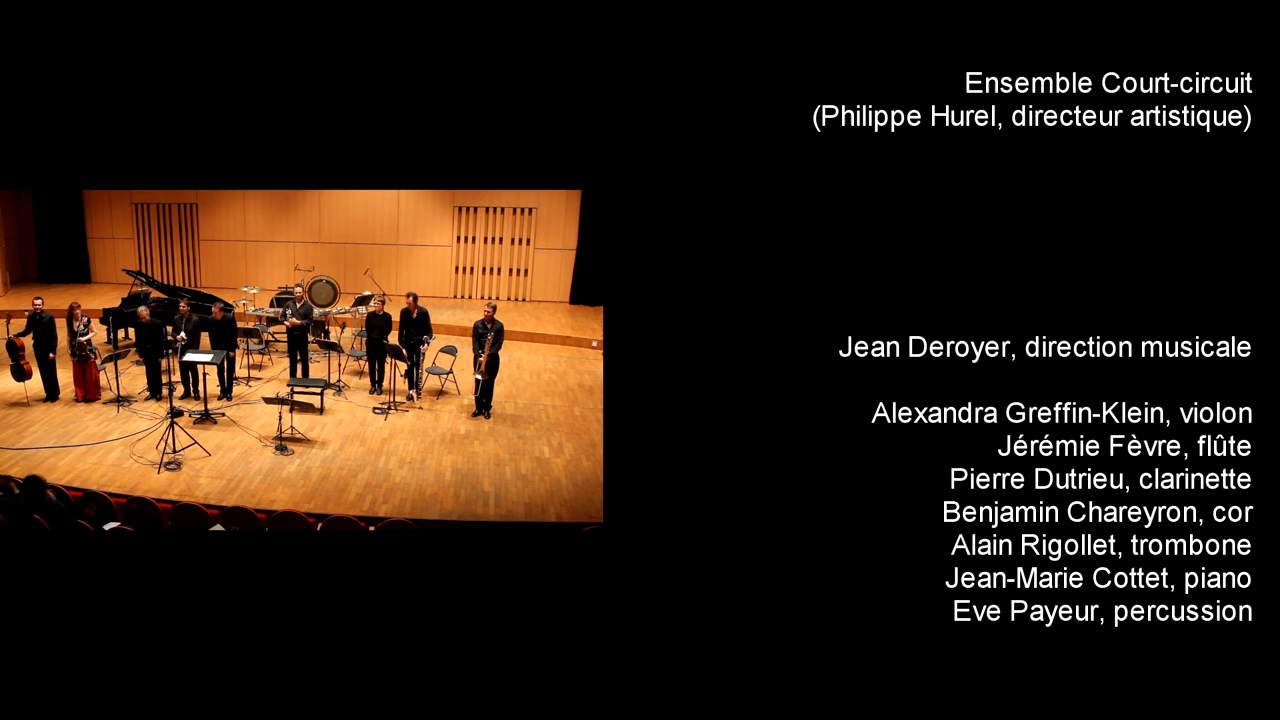 Ensemble Court-circuit
(Philippe Hurel, directeur artistique)
Jean Deroyer, direction musicale
Alexandra Greffin-Klein, violon
Jérémie Fèvre, flûte
Pierre Dutrieu, clarinette
Benjamin Chareyron, cor
Alain Rigollet, trombone
Jean-Marie Cottet, piano
Eve Payeur, percussion